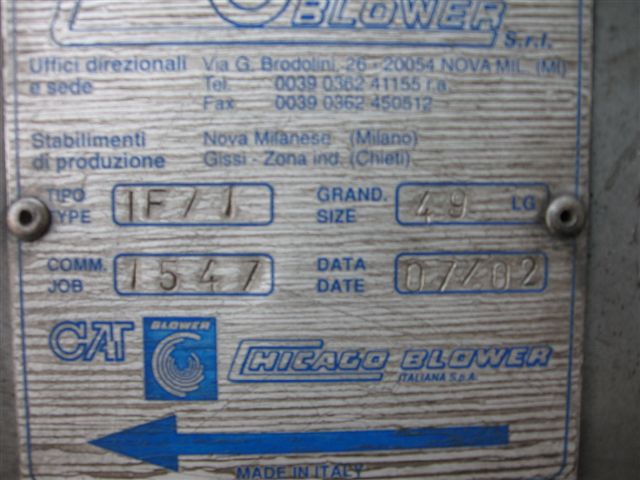 BLOWER
S.r.l.
Uffici direzionali e sede
Via G. Brodolini, 26 - 20054 NOVA MIL. (MI)
Tel. 0039 0362 41155 r.a.
Fax 0039 0362 450512
Stabilimenti di produzione
Nova Milanese (Milano)
Gissi - Zona ind. (Chieti)
TIPO TYPE 1F/1
GRAND. SIZE 49 LG
COMM. JOB 1547
DATA DATE 07/02
CAT BLOWER CHICAGO BLOWER
ITALIANA S.p.A.
MADE IN ITALY